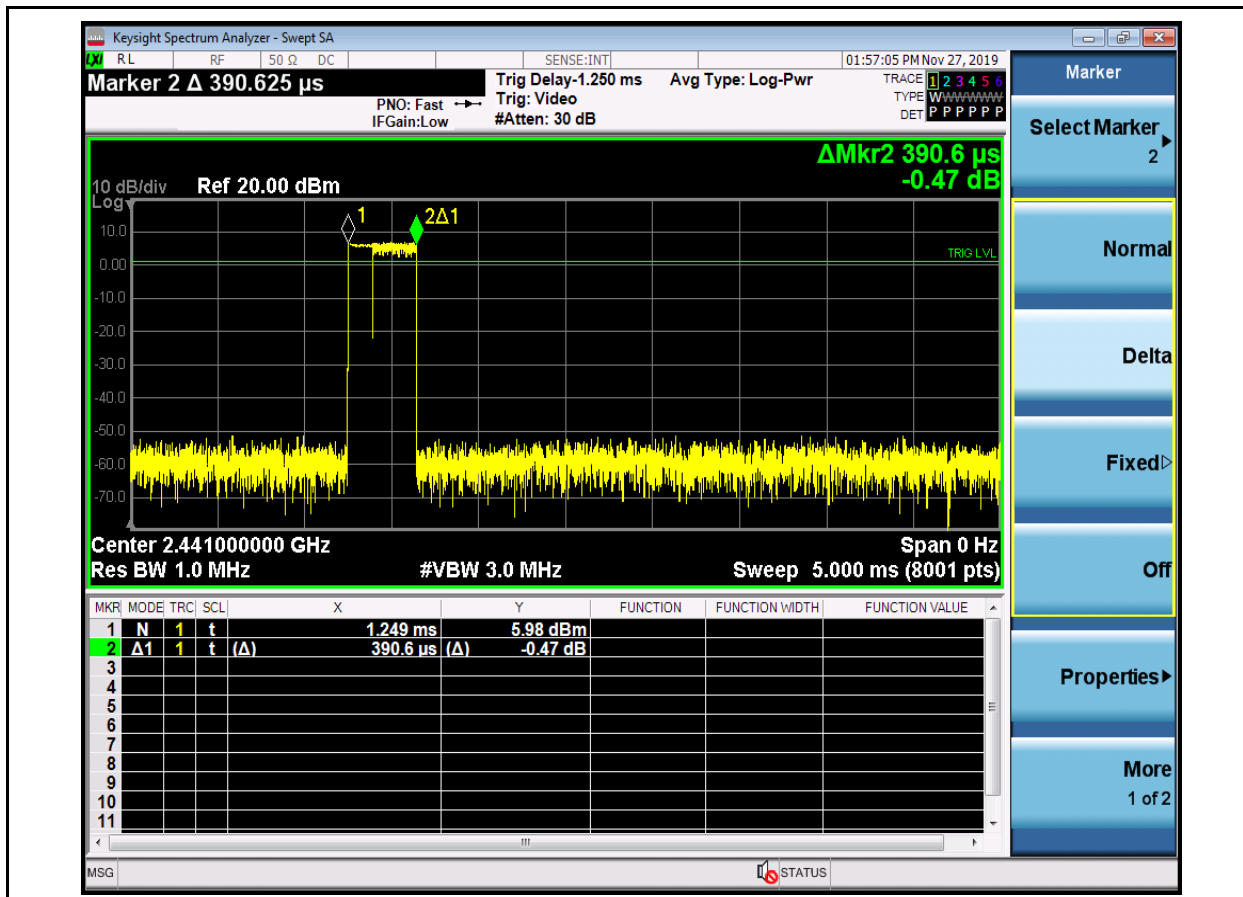 Keysight Spectrum Analyzer - Swept SA
LXI RL RF 50 Ω DC SENSE:INT 01:57:05 PM Nov 27, 2019
Marker 2 Δ 390.625 µs
PNO: Fast
IFGain:Low
Trig Delay-1.250 ms
Trig: Video
#Atten: 30 dB
Avg Type: Log-Pwr
TRACE 1 2 3 4 5 6
TYPE WWWWWW
DET P P P P P P
ΔMkr2 390.6 µs
-0.47 dB
10 dB/div Ref 20.00 dBm
Log
1
2Δ1
10.0
TRIG LVL
0.00
-10.0
-20.0
-30.0
-40.0
-50.0
-60.0
-70.0
Center 2.441000000 GHz Span 0 Hz
Res BW 1.0 MHz #VBW 3.0 MHz Sweep 5.000 ms (8001 pts)
MKR MODE TRC SCL X Y FUNCTION FUNCTION WIDTH FUNCTION VALUE
1 N 1 t 1.249 ms 5.98 dBm
2 Δ1 1 t (Δ) 390.6 µs (Δ) -0.47 dB
3
4
5
6
7
8
9
10
11
MSG STATUS
Marker
Select Marker
2
Normal
Delta
Fixed
Off
Properties
More
1 of 2